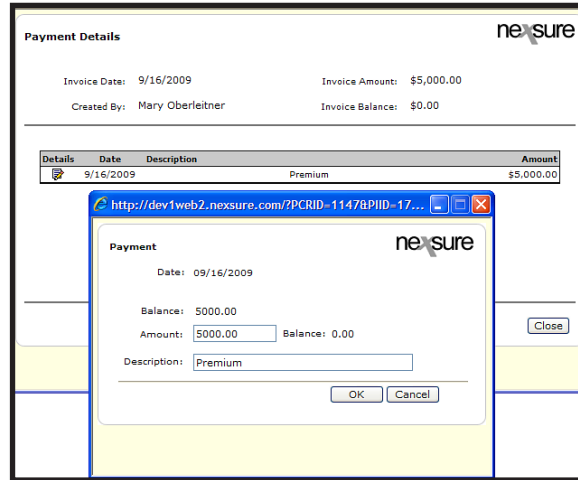 nexsure
Payment Details
Invoice Date: 9/16/2009 Invoice Amount: $5,000.00
Created By: Mary Oberleitner Invoice Balance: $0.00
Details Date Description Amount
9/16/2009 Premium $5,000.00
http://dev1web2.nexsure.com/?PCRID=1147&PIID=17...
nexsure
Payment
Date: 09/16/2009
Balance: 5000.00
Amount: 5000.00 Balance: 0.00
Description: Premium
OK Cancel
Close